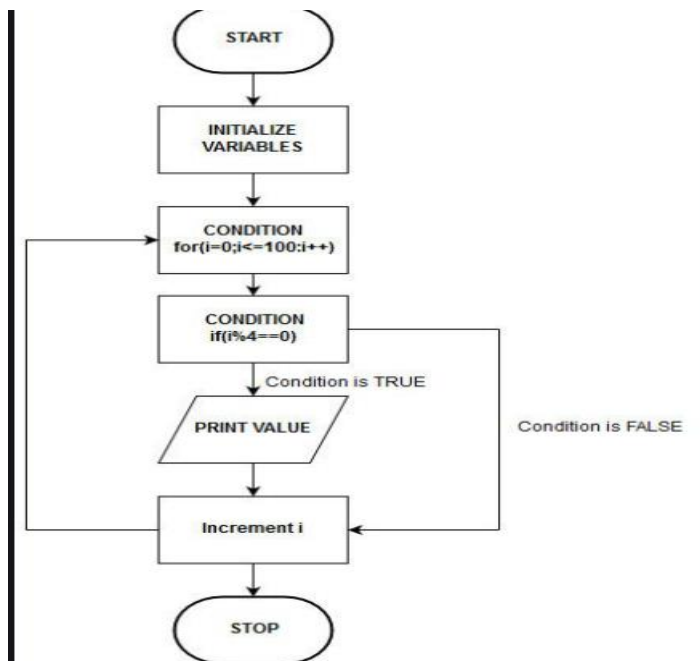 START
INITIALIZE
VARIABLES
CONDITION
for(i=0;i<=100:i++)
CONDITION
if(i%4==0)
Condition is TRUE
PRINT VALUE
Condition is FALSE
Increment i
STOP